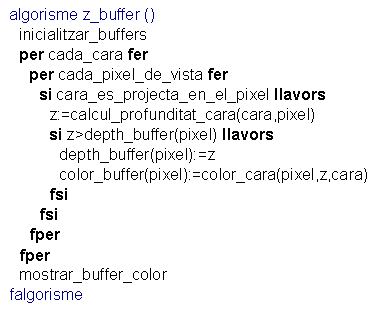 algorisme z_buffer ()
inicialitzar_buffers
per cada_cara fer
per cada_pixel_de_vista fer
si cara_es_projecta_en_el_pixel llavors
z:=calcul_profunditat_cara(cara,pixel)
si z>depth_buffer(pixel) llavors
depth_buffer(pixel):=z
color_buffer(pixel):=color_cara(pixel,z,cara)
fsi
fsi
fper
fper
mostrar_buffer_color
falgorisme